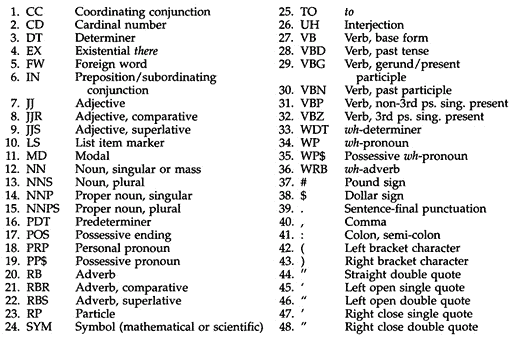 1. CC Coordinating conjunction
2. CD Cardinal number
3. DT Determiner
4. EX Existential there
5. FW Foreign word
6. IN Preposition/subordinating
conjunction
7. JJ Adjective
8. JJR Adjective, comparative
9. JJS Adjective, superlative
10. LS List item marker
11. MD Modal
12. NN Noun, singular or mass
13. NNS Noun, plural
14. NNP Proper noun, singular
15. NNPS Proper noun, plural
16. PDT Predeterminer
17. POS Possessive ending
18. PRP Personal pronoun
19. PP$ Possessive pronoun
20. RB Adverb
21. RBR Adverb, comparative
22. RBS Adverb, superlative
23. RP Particle
24. SYM Symbol (mathematical or scientific)
25. TO to
26. UH Interjection
27. VB Verb, base form
28. VBD Verb, past tense
29. VBG Verb, gerund/present
participle
30. VBN Verb, past participle
31. VBP Verb, non-3rd ps. sing. present
32. VBZ Verb, 3rd ps. sing. present
33. WDT wh-determiner
34. WP wh-pronoun
35. WP$ Possessive wh-pronoun
36. WRB wh-adverb
37. # Pound sign
38. $ Dollar sign
39. . Sentence-final punctuation
40. , Comma
41. : Colon, semi-colon
42. ( Left bracket character
43. ) Right bracket character
44. " Straight double quote
45. ‘ Left open single quote
46. “ Left open double quote
47. ’ Right close single quote
48. ” Right close double quote